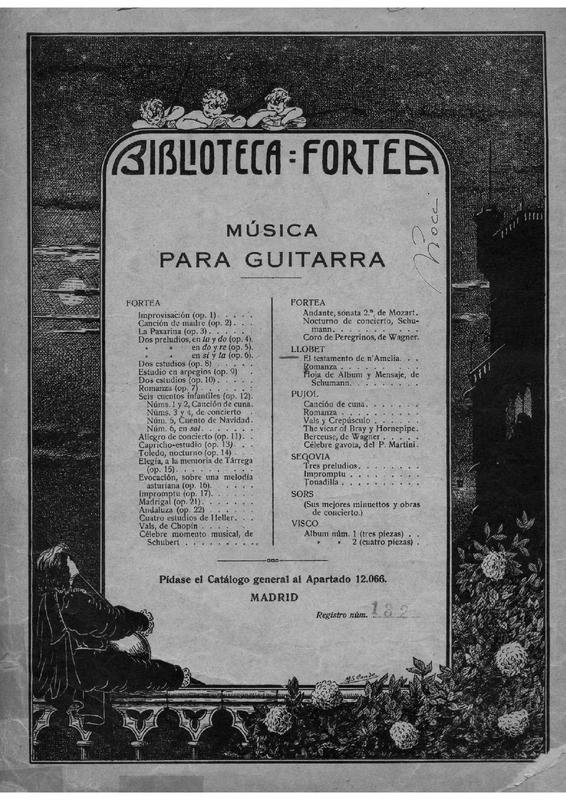 BIBLIOTECA = FORTEA
MÚSICA
PARA GUITARRA
FORTEA
Improvisación (op. 1) . . . .
Canción de madre (op. 2) . . .
La Paxarina (op. 3) . . . . .
Dos preludios, en la y do (op. 4).
» » en do y re (op. 5).
» » en si y la (op. 6).
Dos estudios (op. 8) . . . . .
Estudio en arpegios (op. 9) . .
Dos estudios (op. 10) . . . . .
Romanza (op. 7) . . . . . .
Seis cuentos infantiles (op. 12).
Núms. 1 y 2, Canción de cuna.
Núms. 3 y 4, de concierto .
Núm. 5, Cuento de Navidad.
Núm. 6, en sol . . . . . .
Allegro de concierto (op. 11) . .
Capricho-estudio (op. 13) . . .
Toledo, nocturno (op. 14) . . .
Elegía, a la memoria de Tárrega
(op. 15) . . . . . . . . .
Evocación, sobre una melodía
asturiana (op. 16) . . . . .
Impromptu (op. 17) . . . . .
Madrigal (op. 21) . . . . . .
Andaluza (op. 22) . . . . .
Cuatro estudios de Heller . . .
Vals, de Chopin . . . . . .
Célebre momento musical, de
Schubert . . . . . . . . .
FORTEA
Andante, sonata 2.ª, de Mozart.
Nocturno de concierto, Schu-
mann . . . . . . . . .
Coro de Peregrinos, de Wagner.
LLOBET
El testamento de n'Amelia . . .
Romanza . . . . . . . . .
Hoja de Album y Mensaje, de
Schumann . . . . . . . .
PUJOL
Canción de cuna . . . . . .
Romanza . . . . . . . . .
Vals y Crepúsculo . . . . .
The vicar of Bray y Hornepipe.
Berceuse, de Wagner . . . . .
Célebre gavota, del P. Martini .
SEGOVIA
Tres preludios . . . . . . .
Impromptu . . . . . . . .
Tonadilla . . . . . . . . .
SORS
(Sus mejores minuettos y obras
de concierto.)
VISCO
Album núm. 1 (tres piezas) . .
» » 2 (cuatro piezas) .
Pídase el Catálogo general al Apartado 12.066.
MADRID
Registro núm. 132